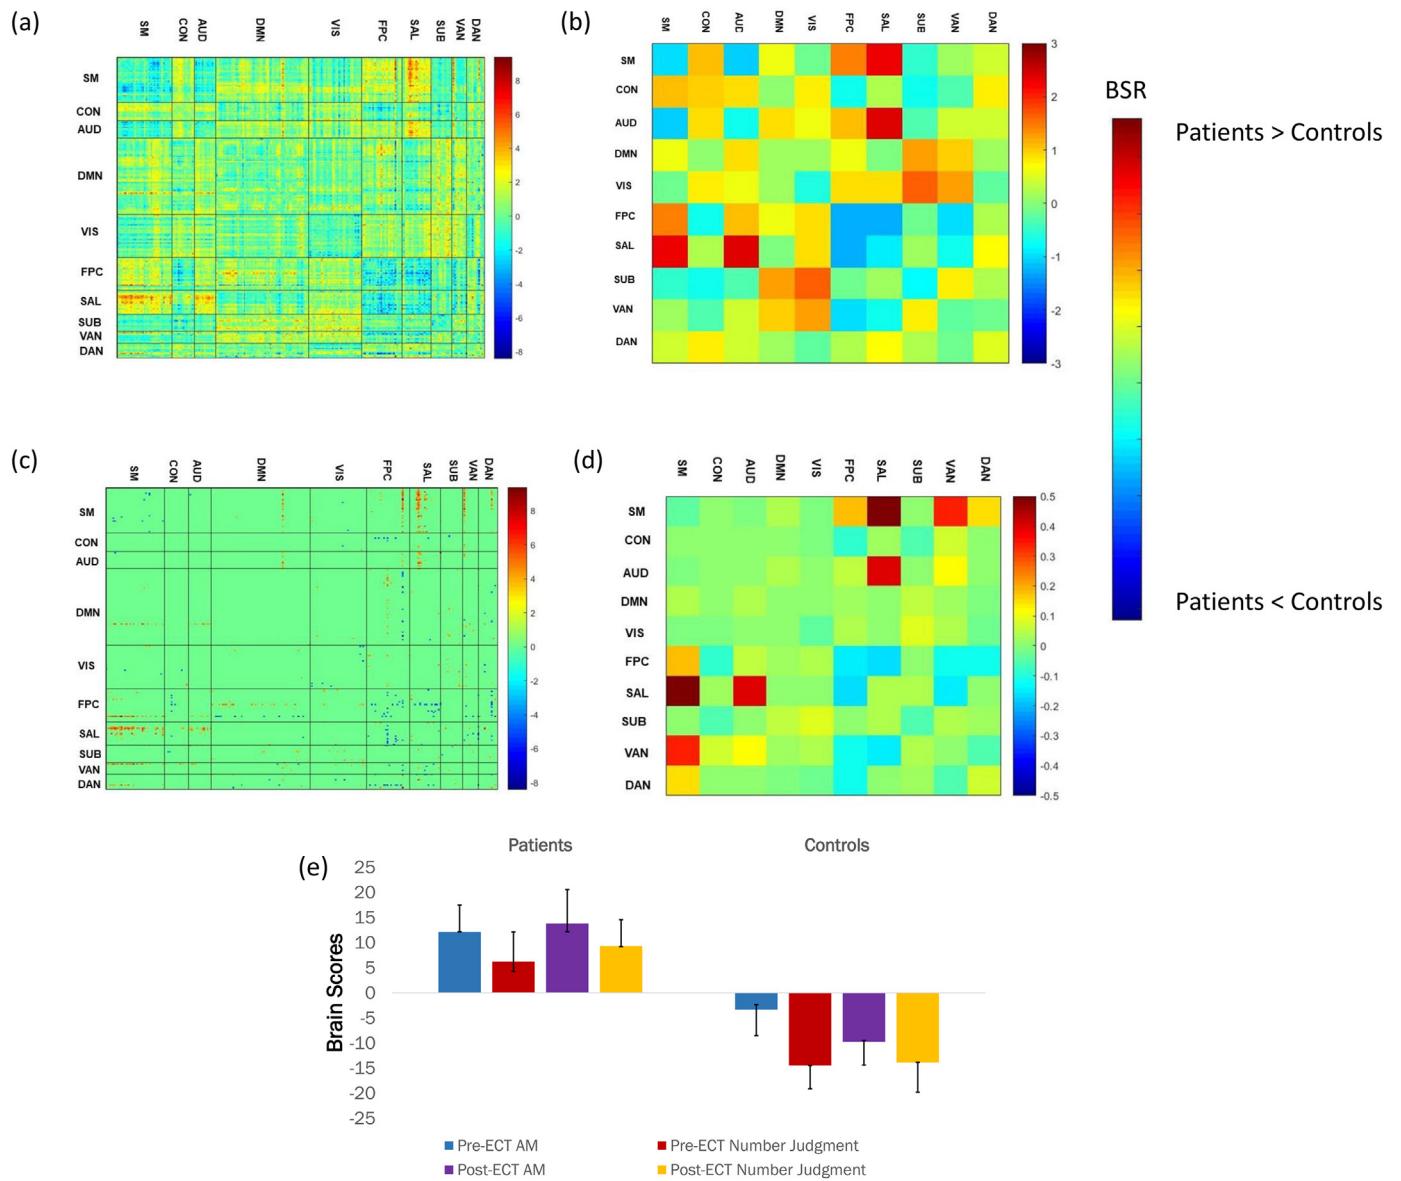 (a)
SM CON AUD DMN VIS FPC SAL SUB VAN DAN
SM
CON
AUD
DMN
VIS
FPC
SAL
SUB
VAN
DAN
8
6
4
2
0
-2
-4
-6
-8
(b)
SM CON AUD DMN VIS FPC SAL SUB VAN DAN
SM
CON
AUD
DMN
VIS
FPC
SAL
SUB
VAN
DAN
3
2
1
0
-1
-2
-3
BSR
Patients > Controls
Patients < Controls
(c)
SM CON AUD DMN VIS FPC SAL SUB VAN DAN
SM
CON
AUD
DMN
VIS
FPC
SAL
SUB
VAN
DAN
8
6
4
2
0
-2
-4
-6
-8
(d)
SM CON AUD DMN VIS FPC SAL SUB VAN DAN
SM
CON
AUD
DMN
VIS
FPC
SAL
SUB
VAN
DAN
0.5
0.4
0.3
0.2
0.1
0
-0.1
-0.2
-0.3
-0.4
-0.5
(e)
Patients Controls
Brain Scores
25
20
15
10
5
0
-5
-10
-15
-20
-25
Pre-ECT AM Pre-ECT Number Judgment
Post-ECT AM Post-ECT Number Judgment